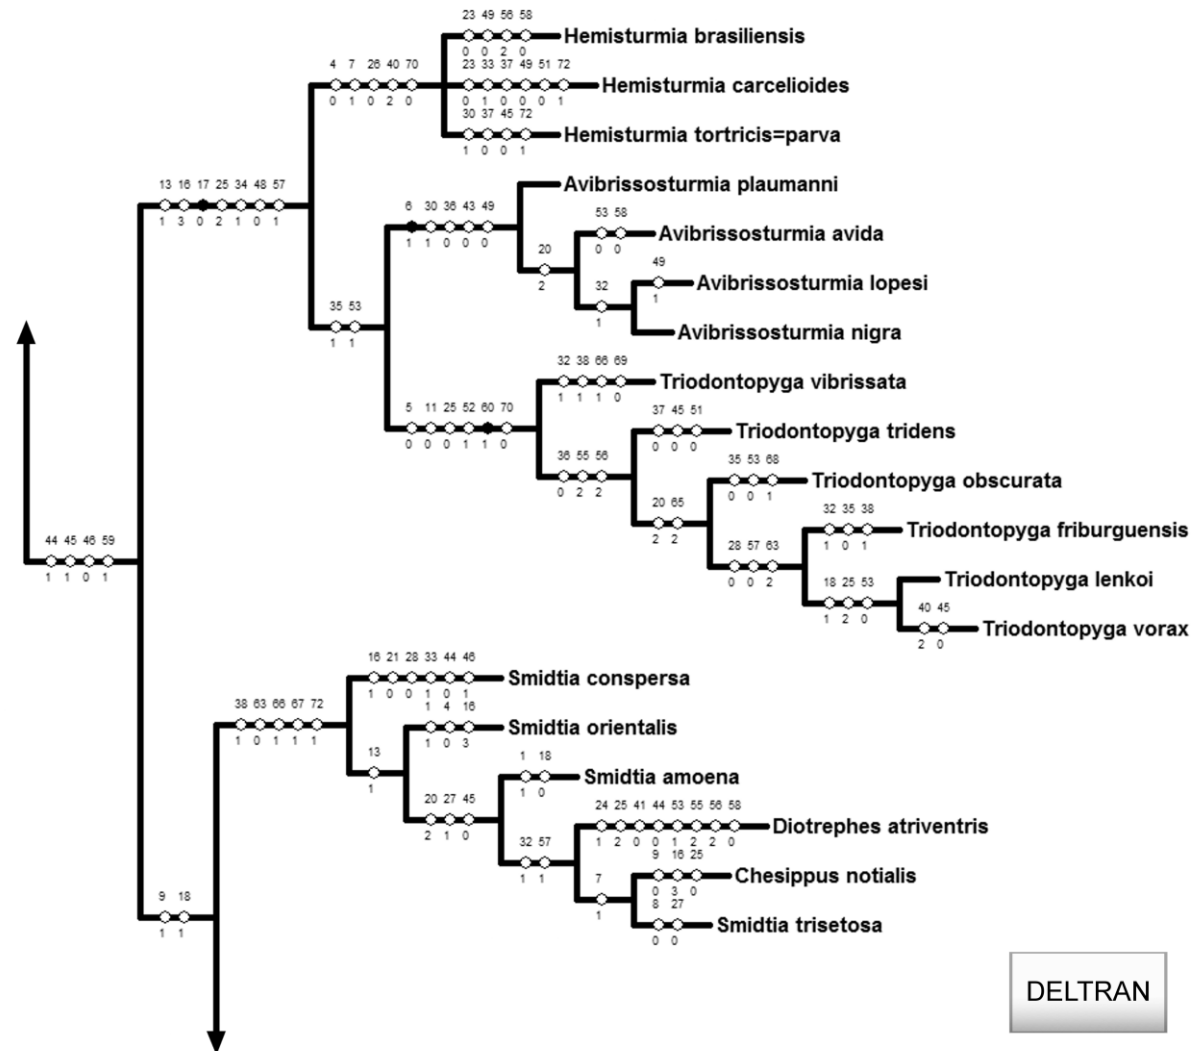 23 49 56 58
Hemisturmia brasiliensis
0 0 2 0
4 7 26 40 70
23 33 37 49 51 72
Hemisturmia carcelioides
0 1 0 2 0
0 1 0 0 0 1
30 37 45 72
Hemisturmia tortricis=parva
1 0 0 1
13 16 17 25 34 48 57
Avibrissosturmia plaumanni
1 3 0 2 1 0 1
6 30 36 43 49
1 1 0 0 0
53 58
Avibrissosturmia avida
0 0
20
2
49
Avibrissosturmia lopesi
1
32
1
Avibrissosturmia nigra
35 53
1 1
32 38 66 69
Triodontopyga vibrissata
1 1 1 0
5 11 25 52 60 70
0 0 0 1 1 0
37 45 51
Triodontopyga tridens
0 0 0
36 55 56
0 2 2
35 53 68
Triodontopyga obscurata
0 0 1
20 65
2 2
32 35 38
Triodontopyga friburguensis
1 0 1
28 57 63
0 0 2
44 45 46 59
1 1 0 1
Triodontopyga lenkoi
18 25 53
1 2 0
40 45
Triodontopyga vorax
2 0
16 21 28 33 44 46
Smidtia conspersa
1 0 0 1 0 1
38 63 66 67 72
1 0 1 1 1
1 4 16
Smidtia orientalis
1 0 3
13
1
1 18
Smidtia amoena
1 0
20 27 45
2 1 0
24 25 41 44 53 55 56 58
Diotrephes atriventris
1 2 0 0 1 2 2 0
32 57
1 1
9 16 25
Chesippus notialis
0 3 0
7
1
8 27
Smidtia trisetosa
0 0
9 18
1 1
DELTRAN